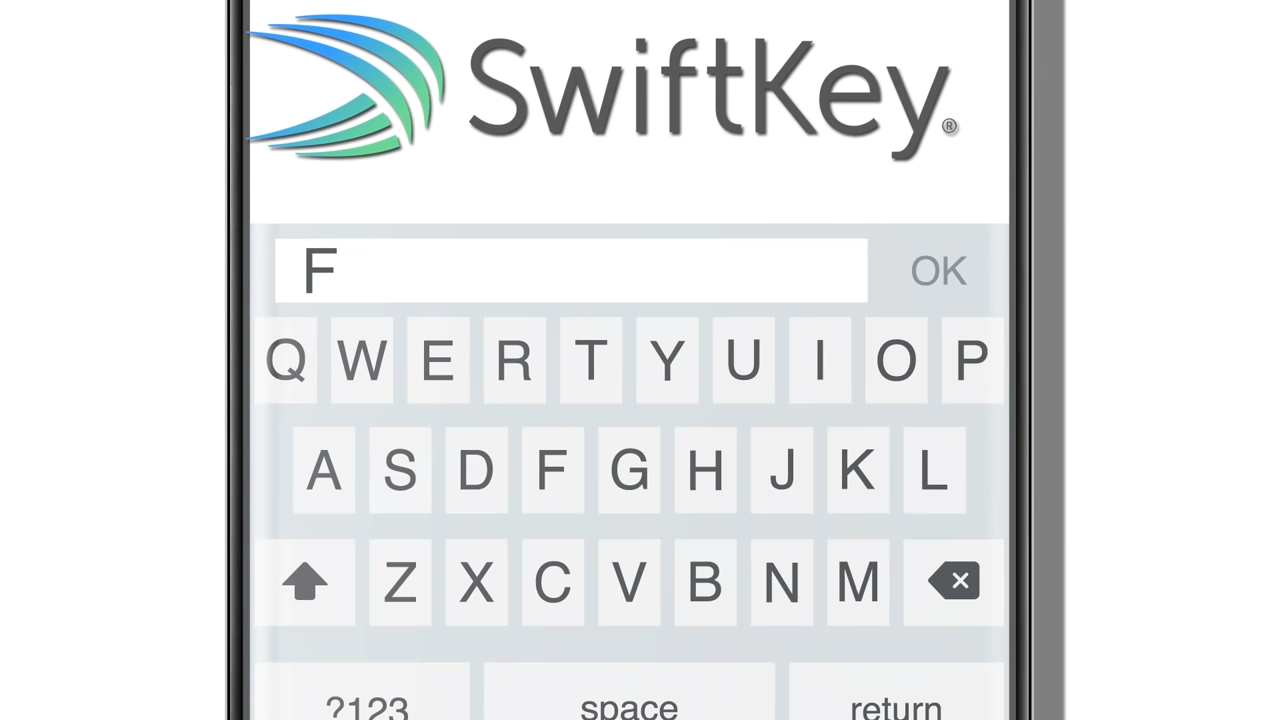 SwiftKey®
F OK
Q W E R T Y U I O P
A S D F G H J K L
Z X C V B N M
?123 space return